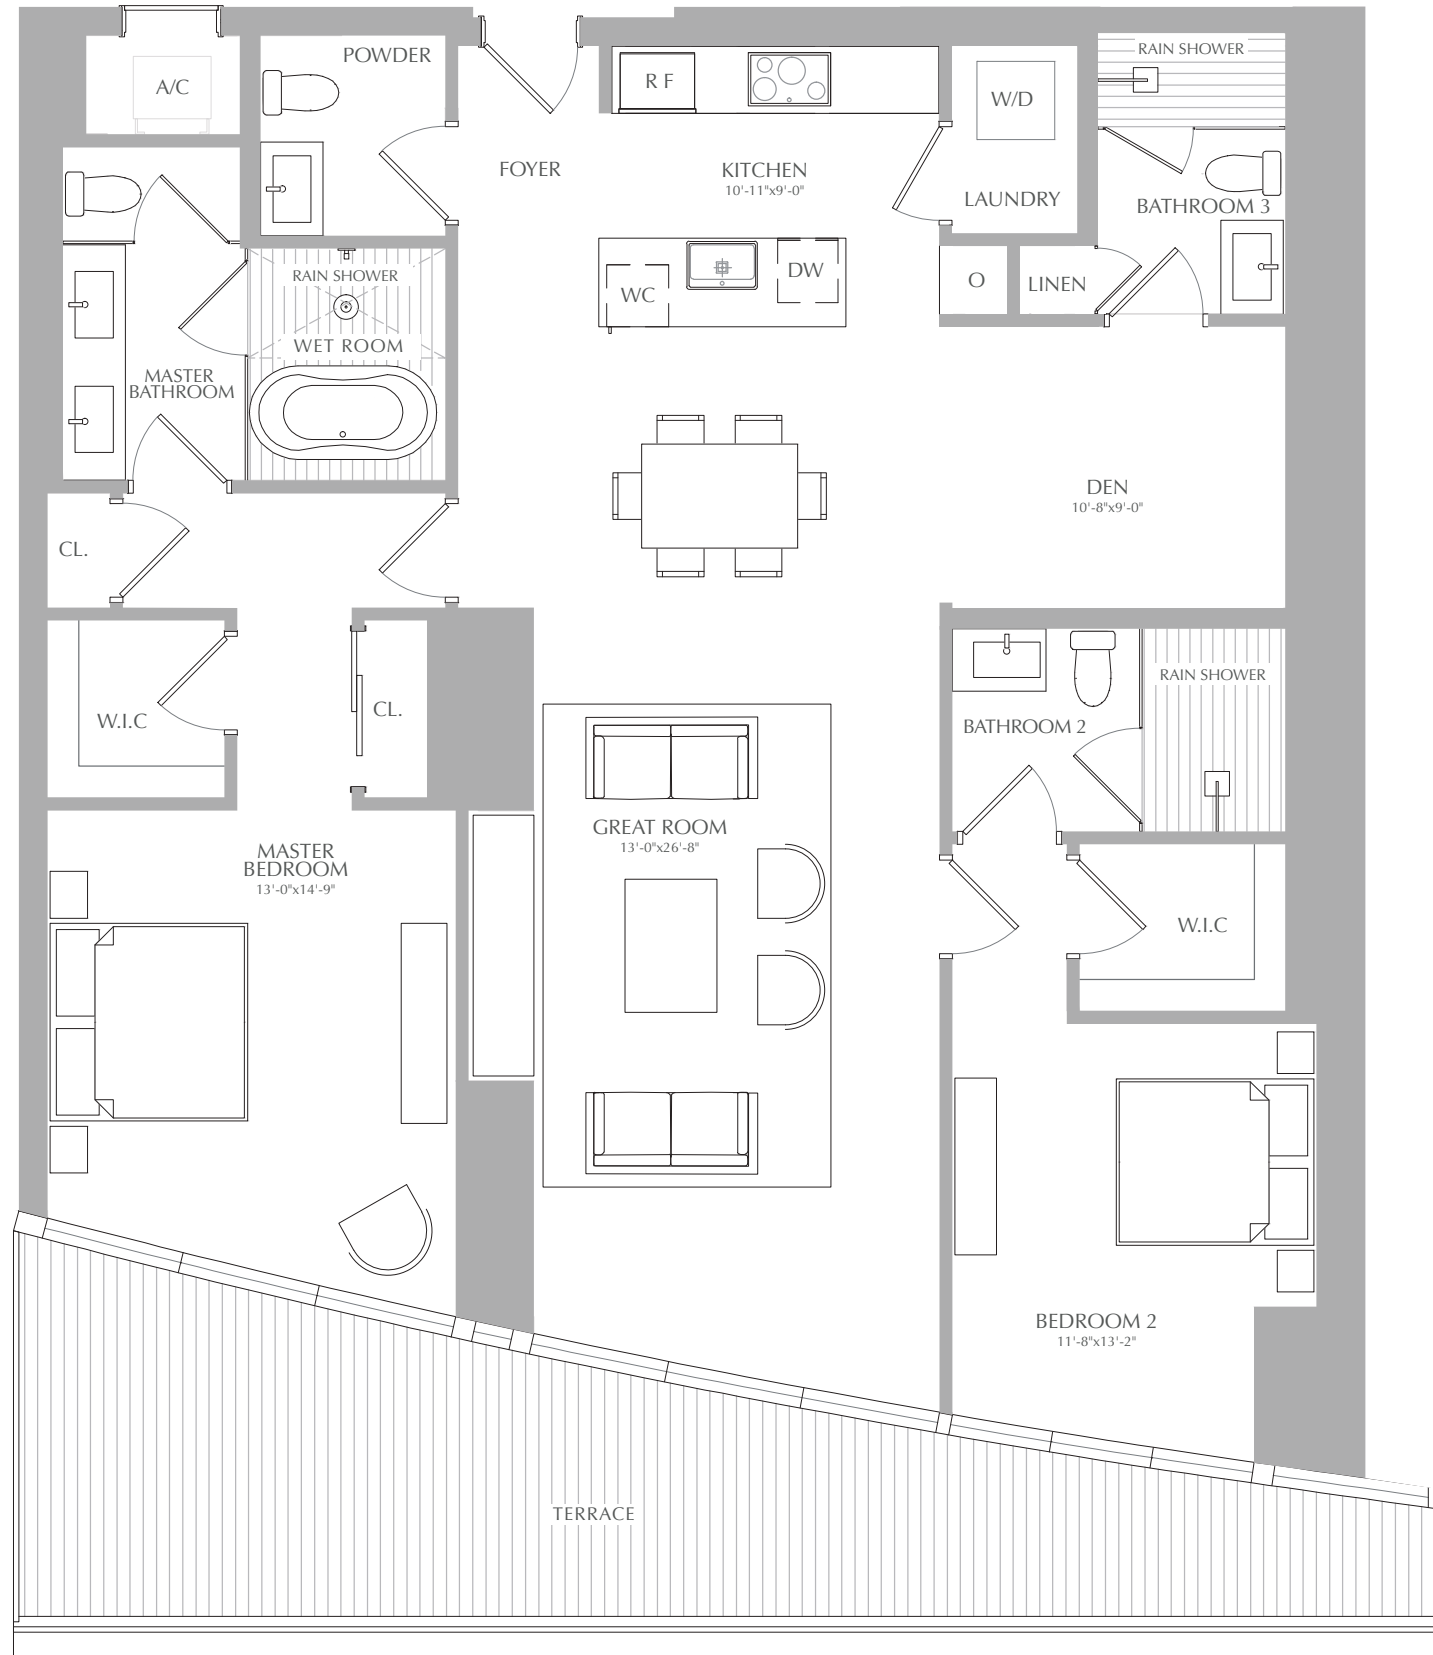 POWDER
A/C
R F
W/D
RAIN SHOWER
FOYER
KITCHEN
10'-11"x9'-0"
LAUNDRY
BATHROOM 3
RAIN SHOWER
WC
DW
O
LINEN
WET ROOM
MASTER
BATHROOM
DEN
10'-8"x9'-0"
CL.
W.I.C
CL.
RAIN SHOWER
BATHROOM 2
GREAT ROOM
13'-0"x26'-8"
MASTER
BEDROOM
13'-0"x14'-9"
W.I.C
BEDROOM 2
11'-8"x13'-2"
TERRACE